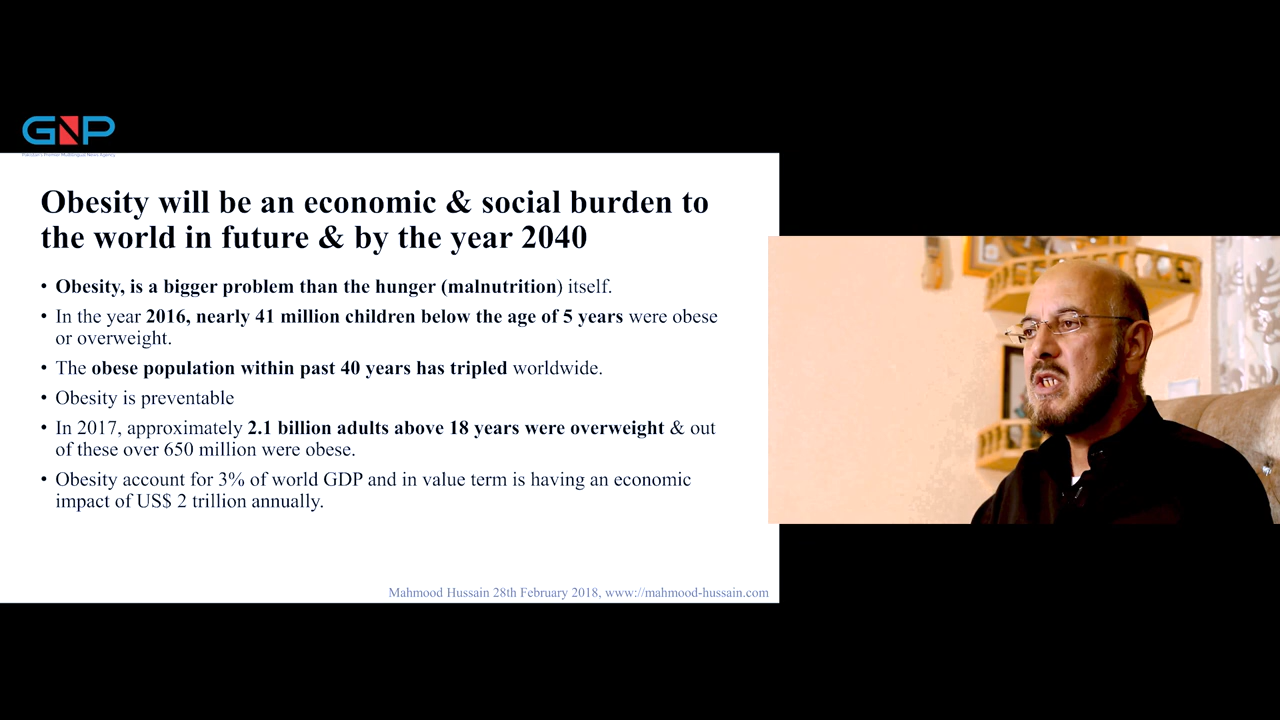 GNP
Pakistan's Premier Multilingual News Agency
Obesity will be an economic & social burden to
the world in future & by the year 2040
• Obesity, is a bigger problem than the hunger (malnutrition) itself.
• In the year 2016, nearly 41 million children below the age of 5 years were obese
or overweight.
• The obese population within past 40 years has tripled worldwide.
• Obesity is preventable
• In 2017, approximately 2.1 billion adults above 18 years were overweight & out
of these over 650 million were obese.
• Obesity account for 3% of world GDP and in value term is having an economic
impact of US$ 2 trillion annually.
Mahmood Hussain 28th February 2018, www://mahmood-hussain.com